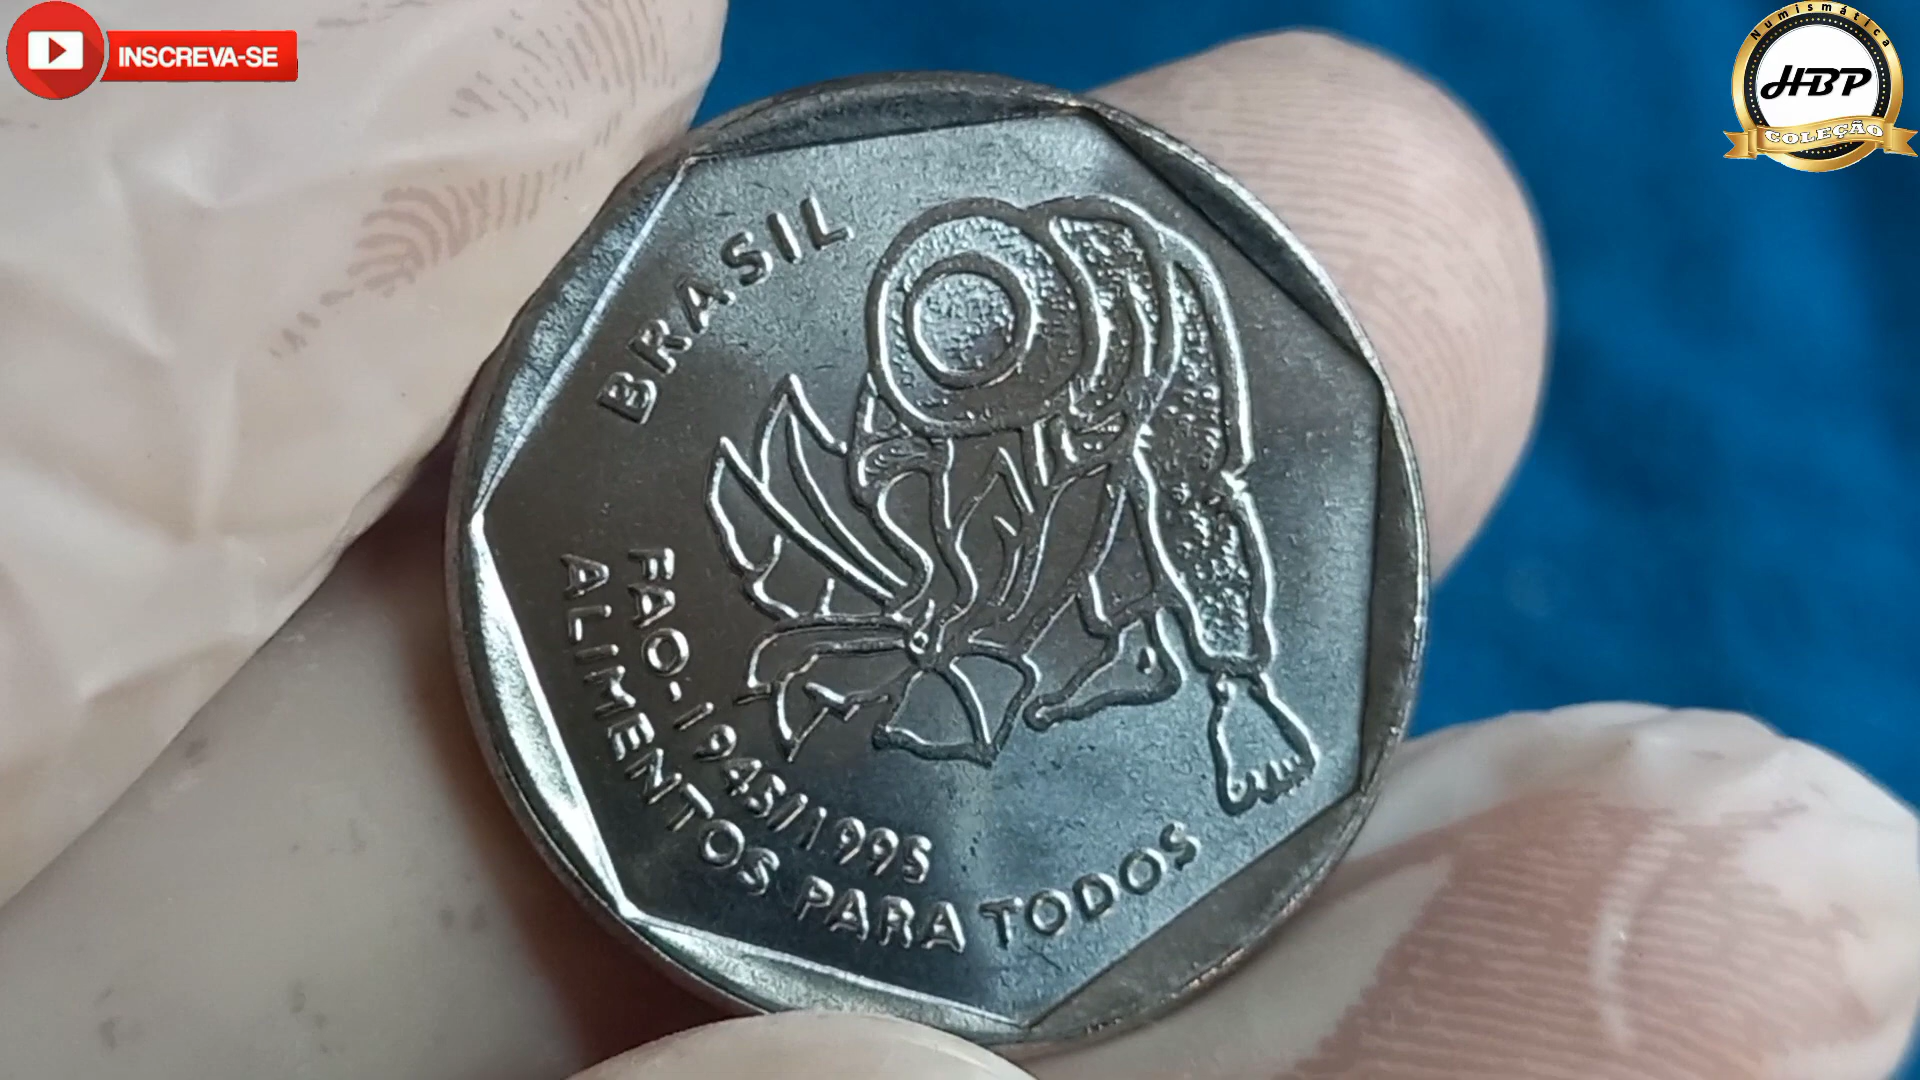 INSCREVA-SE
Numismática
HBP
COLEÇÃO
BRASIL
FAO-1945/1995
ALIMENTOS PARA TODOS